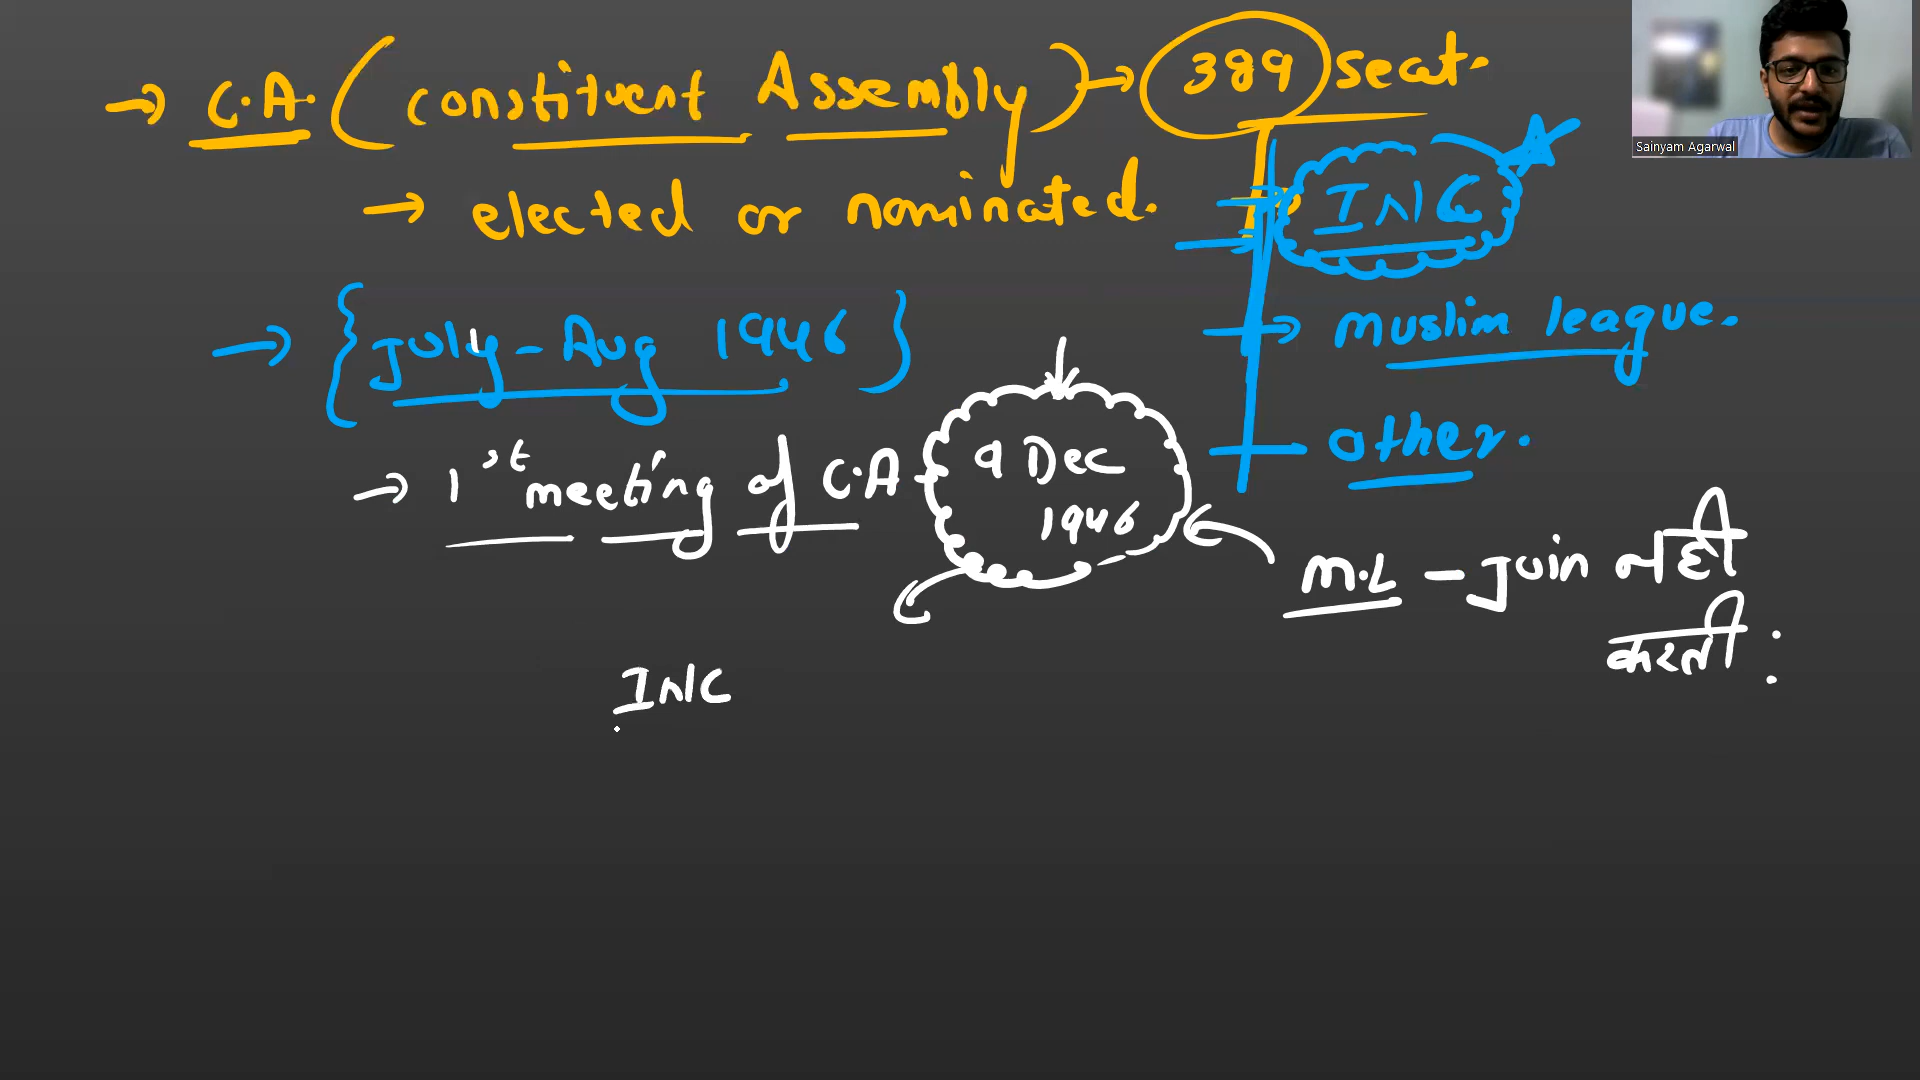 → C.A. (constituent Assembly) → 389 seat.
→ elected or nominated.
INC
→ {July - Aug 1946}
→ muslim league.
other.
→ 1st meeting of C.A - 9 Dec 1946
M.L - Join नही
करती :
INC
Sainyam Agarwal